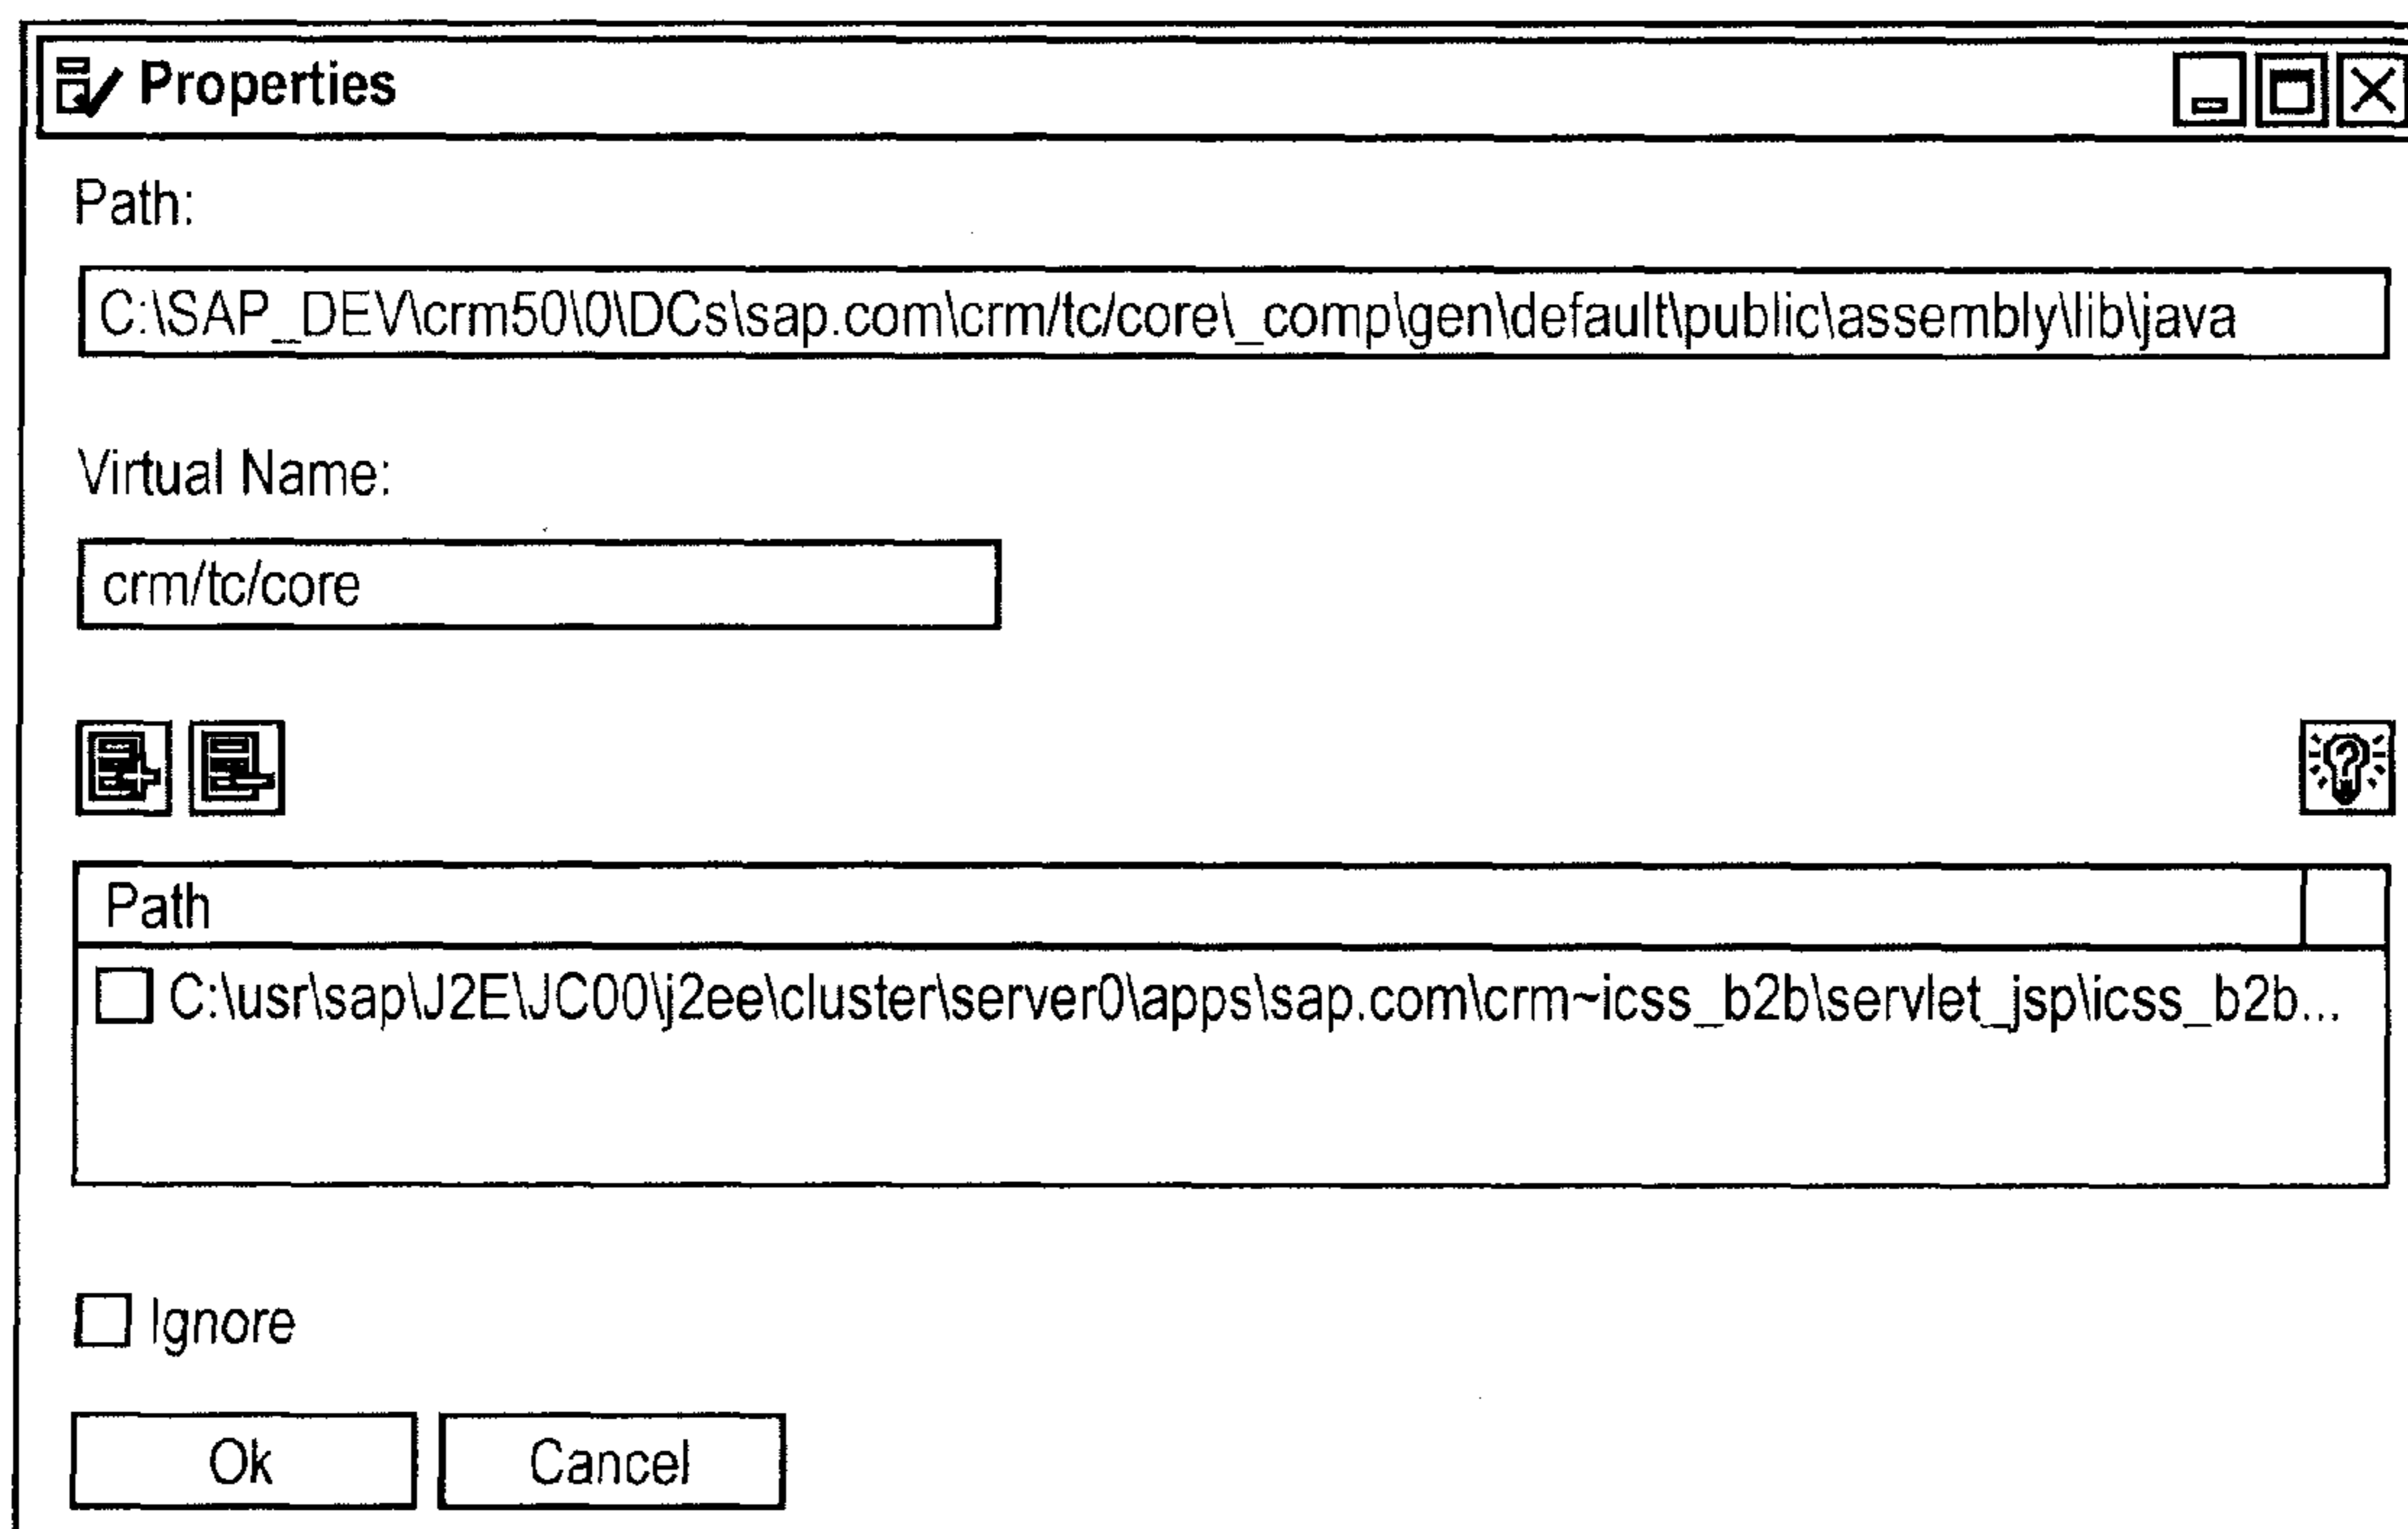 Properties
Path:
C:\SAP_DEV\crm50\0\DCs\sap.com\crm/tc/core\_comp\gen\default\public\assembly\lib\java
Virtual Name:
crm/tc/core
Path
C:\usr\sap\J2E\JC00\j2ee\cluster\server0\apps\sap.com\crm~icss_b2b\servlet_jsp\icss_b2b...
Ignore
Ok Cancel